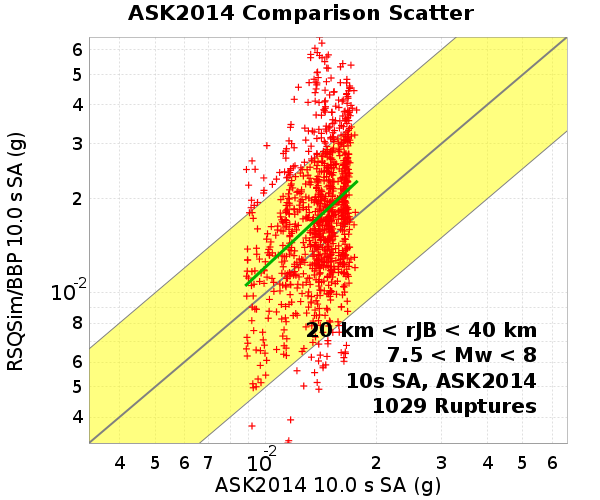 ASK2014 Comparison Scatter
RSQSim/BBP 10.0 s SA (g)
6
5
4
3
2
10-2
8
6
5
4
20 km < rJB < 40 km
7.5 < Mw < 8
10s SA, ASK2014
1029 Ruptures
4 5 6 7 10-2 2 3 4 5 6
ASK2014 10.0 s SA (g)